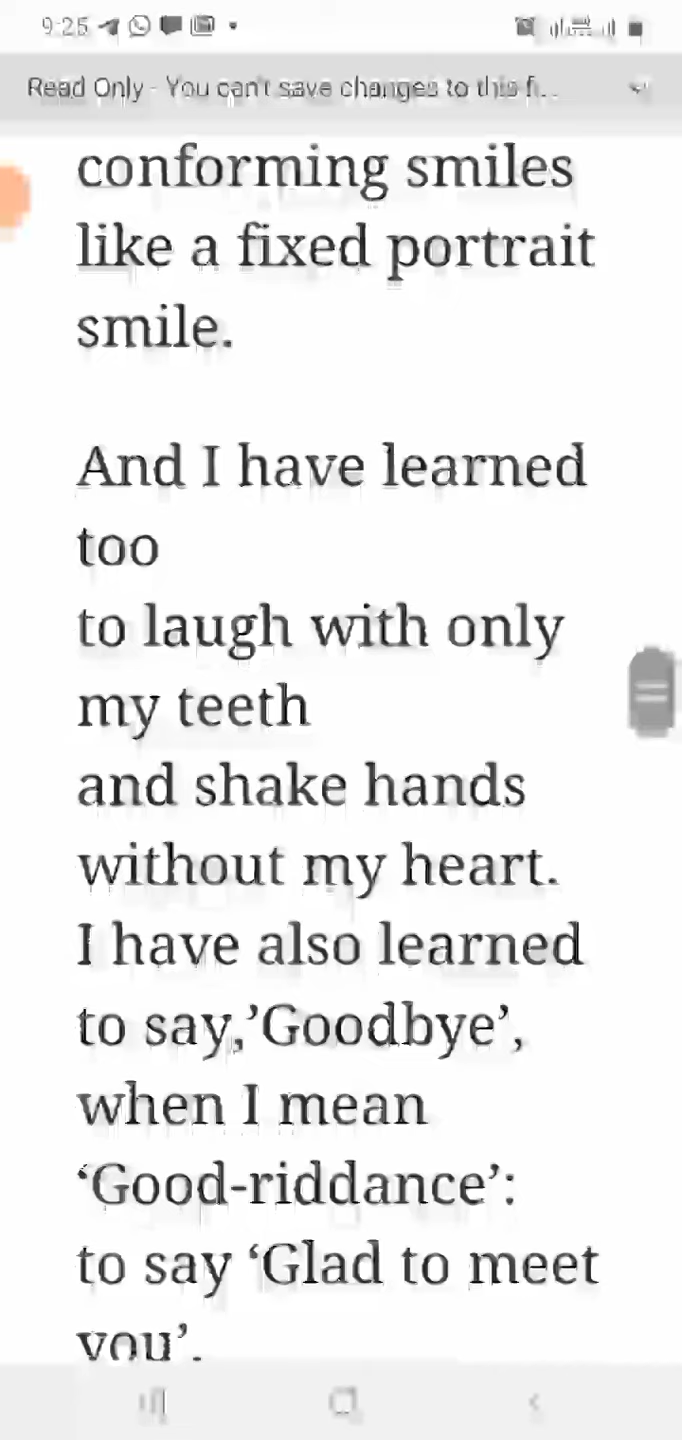 9:25
Read Only - You can't save changes to this f...
conforming smiles
like a fixed portrait
smile.
And I have learned
too
to laugh with only
my teeth
and shake hands
without my heart.
I have also learned
to say,’Goodbye’,
when I mean
‘Good-riddance’:
to say ‘Glad to meet
you’.